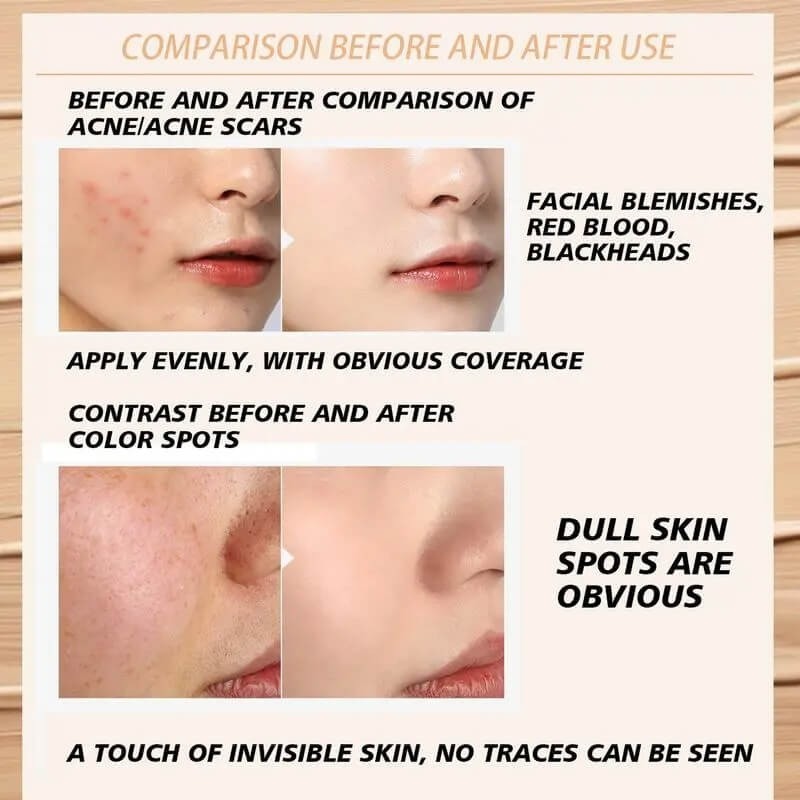 COMPARISON BEFORE AND AFTER USE
BEFORE AND AFTER COMPARISON OF
ACNE/ACNE SCARS
FACIAL BLEMISHES,
RED BLOOD,
BLACKHEADS
APPLY EVENLY, WITH OBVIOUS COVERAGE
CONTRAST BEFORE AND AFTER
COLOR SPOTS
DULL SKIN
SPOTS ARE
OBVIOUS
A TOUCH OF INVISIBLE SKIN, NO TRACES CAN BE SEEN